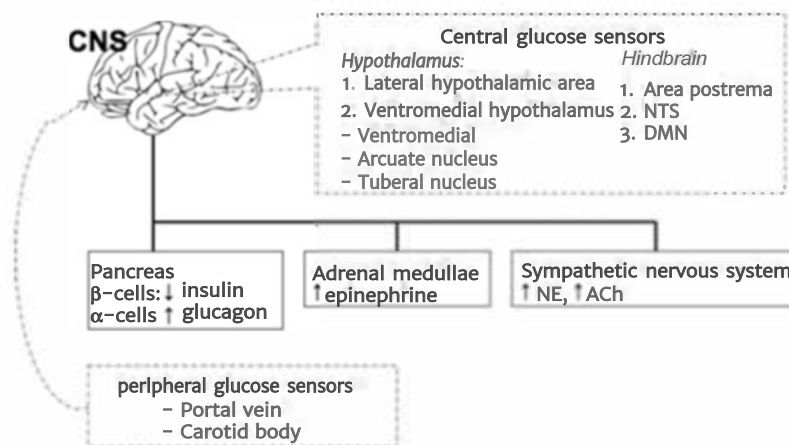 CNS
Central glucose sensors
Hypothalamus:
1. Lateral hypothalamic area
2. Ventromedial hypothalamus
– Ventromedial
– Arcuate nucleus
– Tuberal nucleus
Hindbrain
1. Area postrema
2. NTS
3. DMN
Pancreas
β–cells: ↓ insulin
α–cells ↑ glucagon
Adrenal medullae
↑ epinephrine
Sympathetic nervous system
↑ NE, ↑ ACh
perlpheral glucose sensors
– Portal vein
– Carotid body